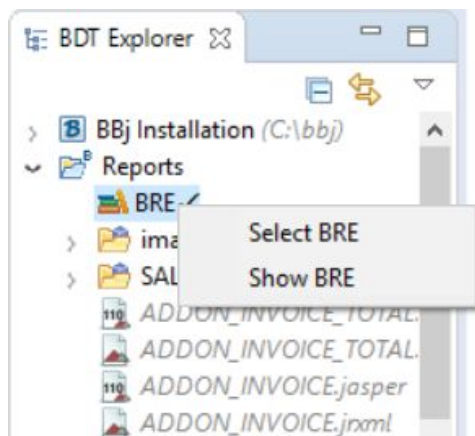 BDT Explorer
BBj Installation (C:\bbj)
Reports
BRE
Select BRE
Show BRE
ADDON_INVOICE_TOTAL.
ADDON_INVOICE_TOTAL.
ADDON_INVOICE.jasper
ADDON_INVOICE.jrxml